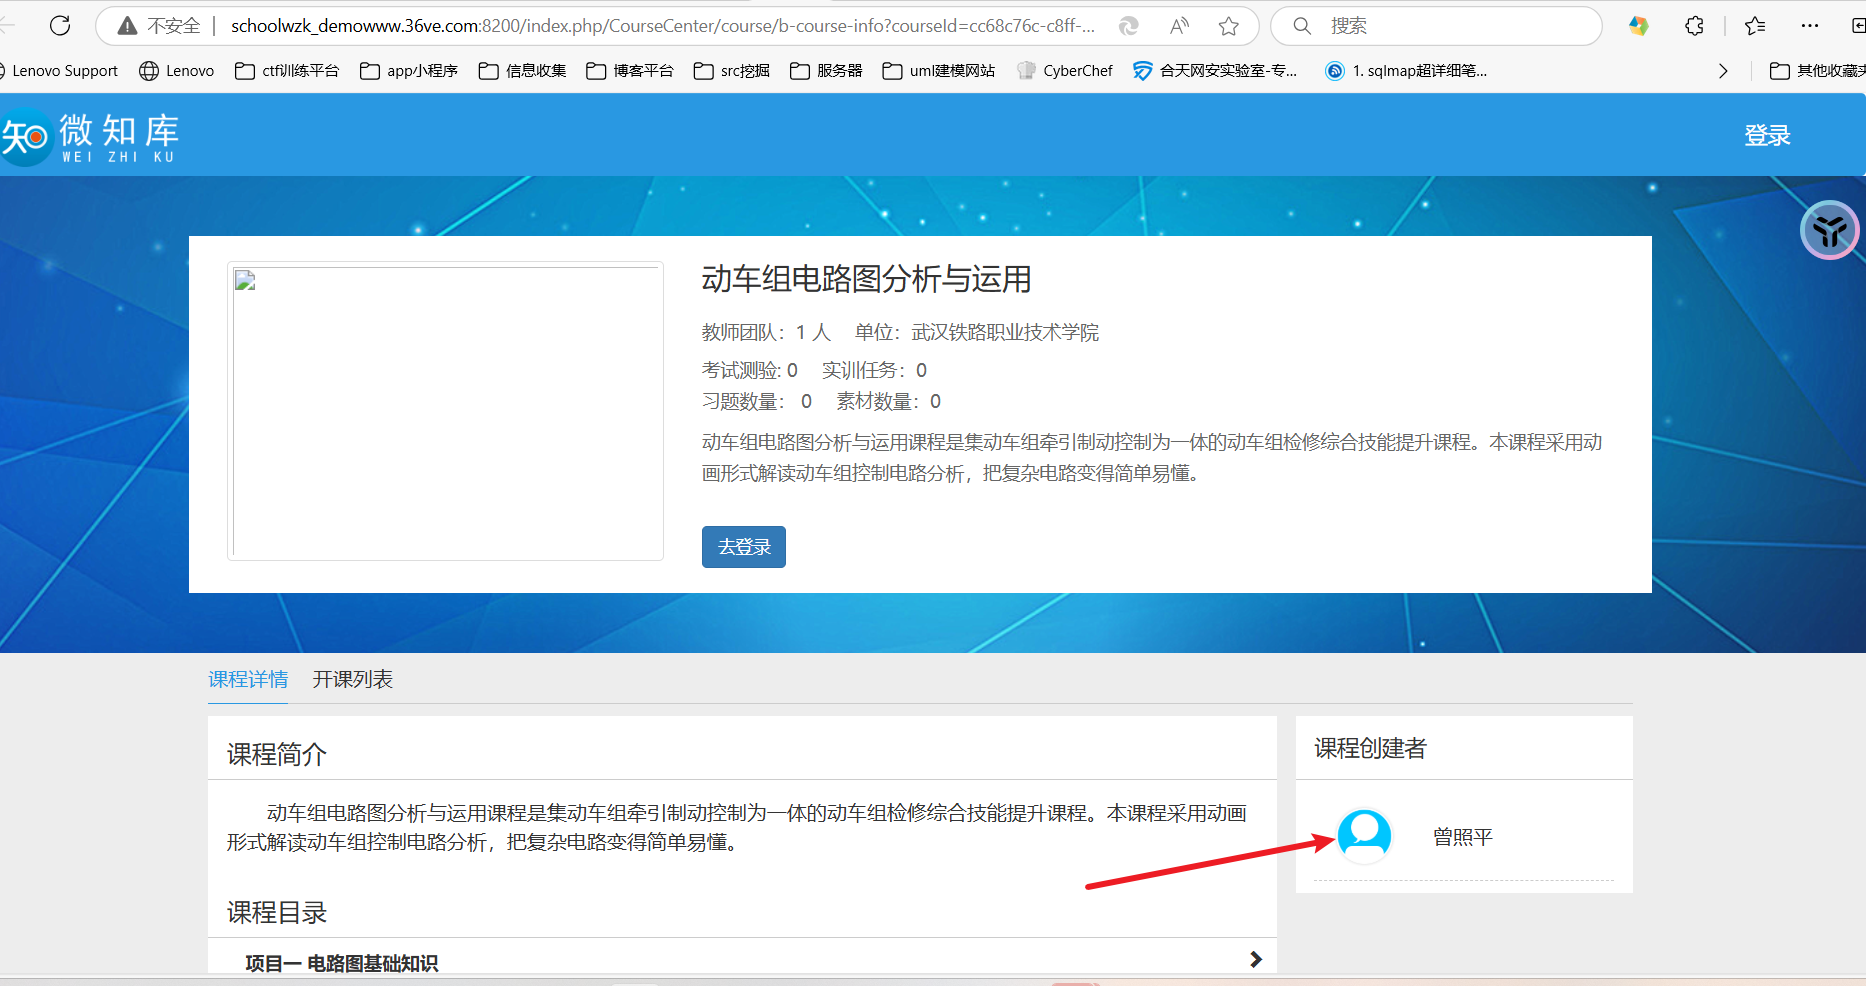 不安全 schoolwzk_demowww.36ve.com:8200/index.php/CourseCenter/course/b-course-info?courseId=cc68c76c-c8ff-... 搜索
Lenovo Support Lenovo ctf训练平台 app小程序 信息收集 博客平台 src挖掘 服务器 uml建模网站 CyberChef 合天网安实验室-专... 1. sqlmap超详细笔... 其他收藏夹
知 微知库 登录
WEI ZHI KU
动车组电路图分析与运用
教师团队：1 人 单位：武汉铁路职业技术学院
考试测验: 0 实训任务：0
习题数量： 0 素材数量：0
动车组电路图分析与运用课程是集动车组牵引制动控制为一体的动车组检修综合技能提升课程。本课程采用动
画形式解读动车组控制电路分析，把复杂电路变得简单易懂。
去登录
课程详情 开课列表
课程简介
动车组电路图分析与运用课程是集动车组牵引制动控制为一体的动车组检修综合技能提升课程。本课程采用动画
形式解读动车组控制电路分析，把复杂电路变得简单易懂。
课程目录
项目一 电路图基础知识
课程创建者
曾照平